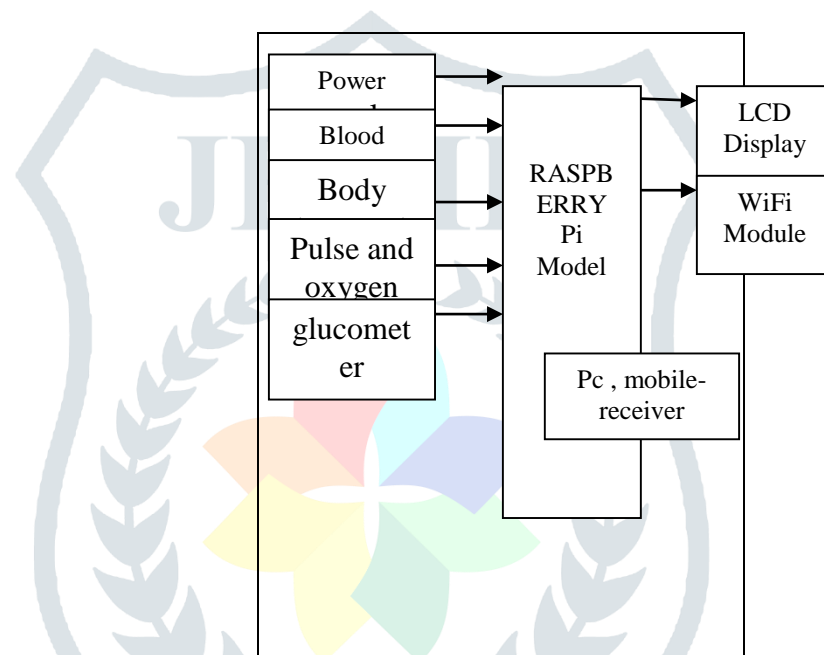 Power
Blood
Body
Pulse and
oxygen
glucomet
er
RASPB
ERRY
Pi
Model
LCD
Display
WiFi
Module
Pc , mobile-
receiver